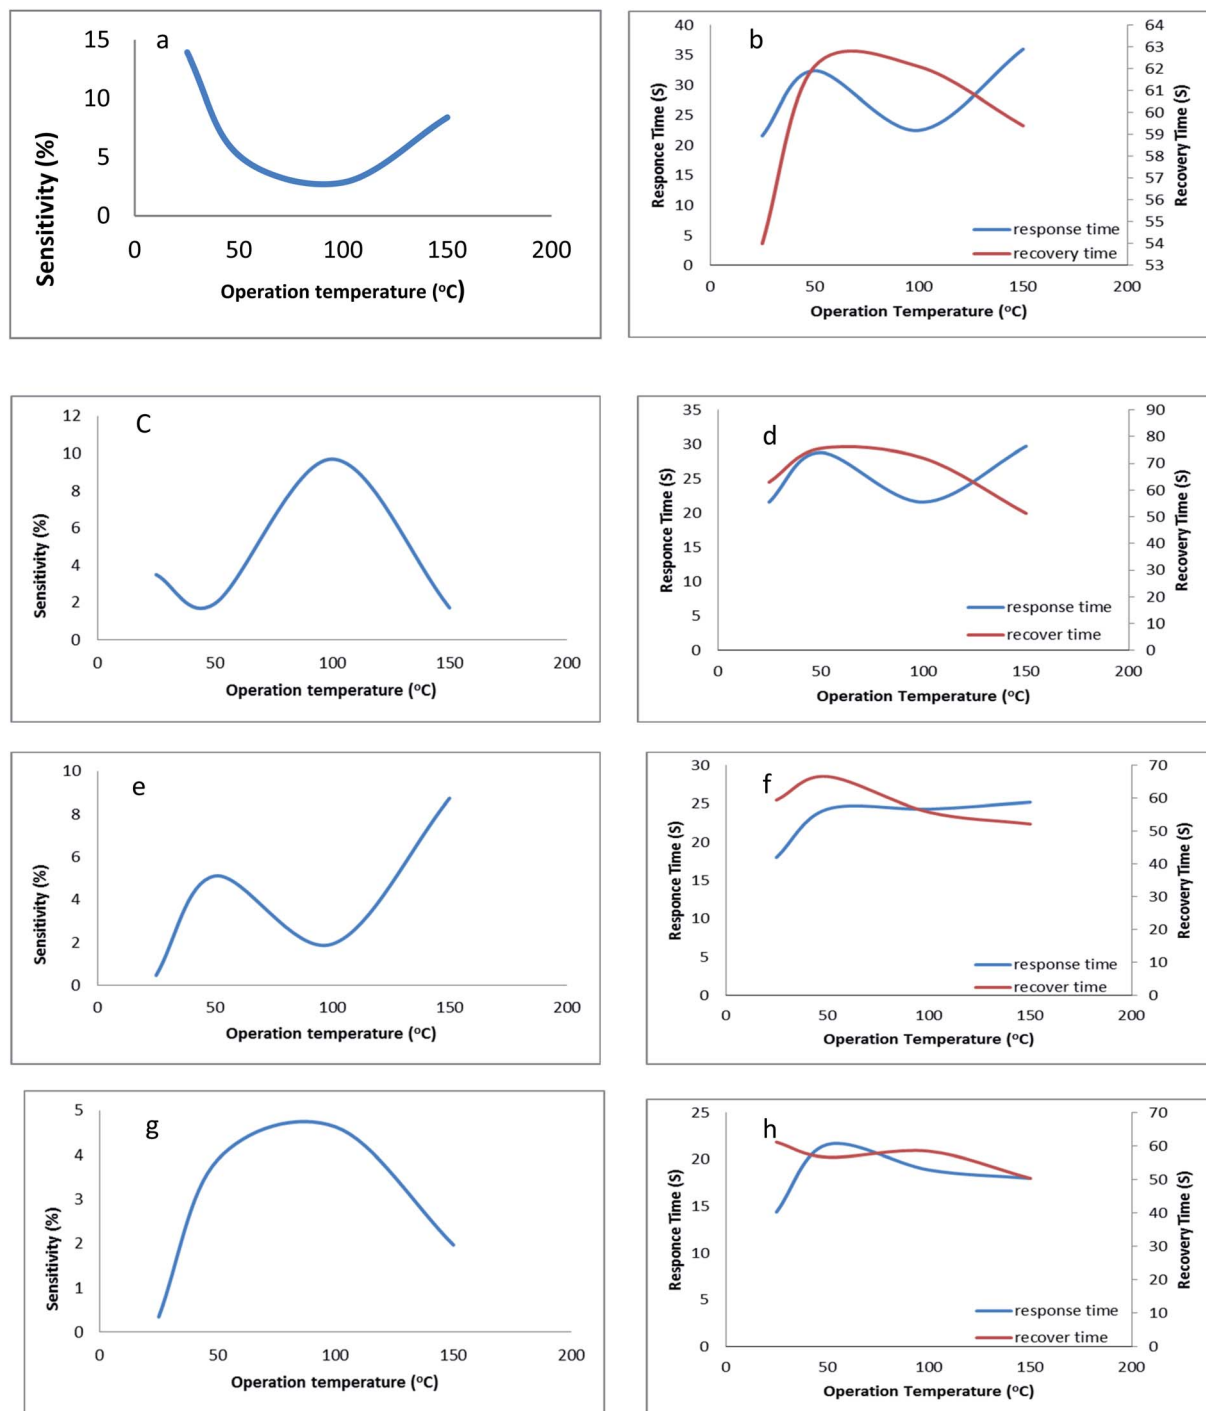 a
15
10
5
0
Sensitivity (%)
0 50 100 150 200
Operation temperature (oC)
b
40
35
30
25
20
15
10
5
0
Responce Time (S)
64
63
62
61
60
59
58
57
56
55
54
53
Recovery Time (S)
response time
recovery time
0 50 100 150 200
Operation Temperature (oC)
C
12
10
8
6
4
2
0
Sensitivity (%)
0 50 100 150 200
Operation temperature (oC)
d
35
30
25
20
15
10
5
0
Responce Time (S)
90
80
70
60
50
40
30
20
10
0
Recovery Time (S)
response time
recover time
0 50 100 150 200
Operation Temperature (oC)
e
10
8
6
4
2
0
Sensitivity (%)
0 50 100 150 200
Operation temperature (oC)
f
30
25
20
15
10
5
0
Responce Time (S)
70
60
50
40
30
20
10
0
Recovery Time (S)
response time
recover time
0 50 100 150 200
Operation Temperature (oC)
g
5
4
3
2
1
0
Sensitivity (%)
0 50 100 150 200
Operation temperature (oC)
h
25
20
15
10
5
0
Responce Time (S)
70
60
50
40
30
20
10
0
Recovery Time (S)
response time
recover time
0 50 100 150 200
Operation Temperature (oC)